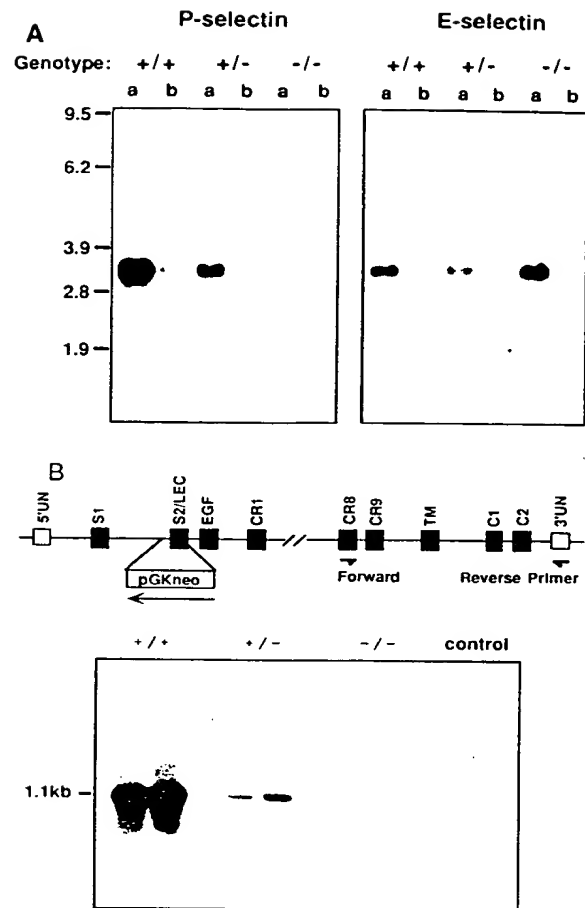 A
P-selectin E-selectin
Genotype: +/+ +/- -/- +/+ +/- -/-
a b a b a b a b a b a b
9.5
6.2
3.9
2.8
1.9
B
5'UN S1 S2/LEC EGF CR1 CR8 CR9 TM C1 C2 3'UN
pGKneo
Forward Reverse Primer
+/+ +/- -/- control
1.1kb